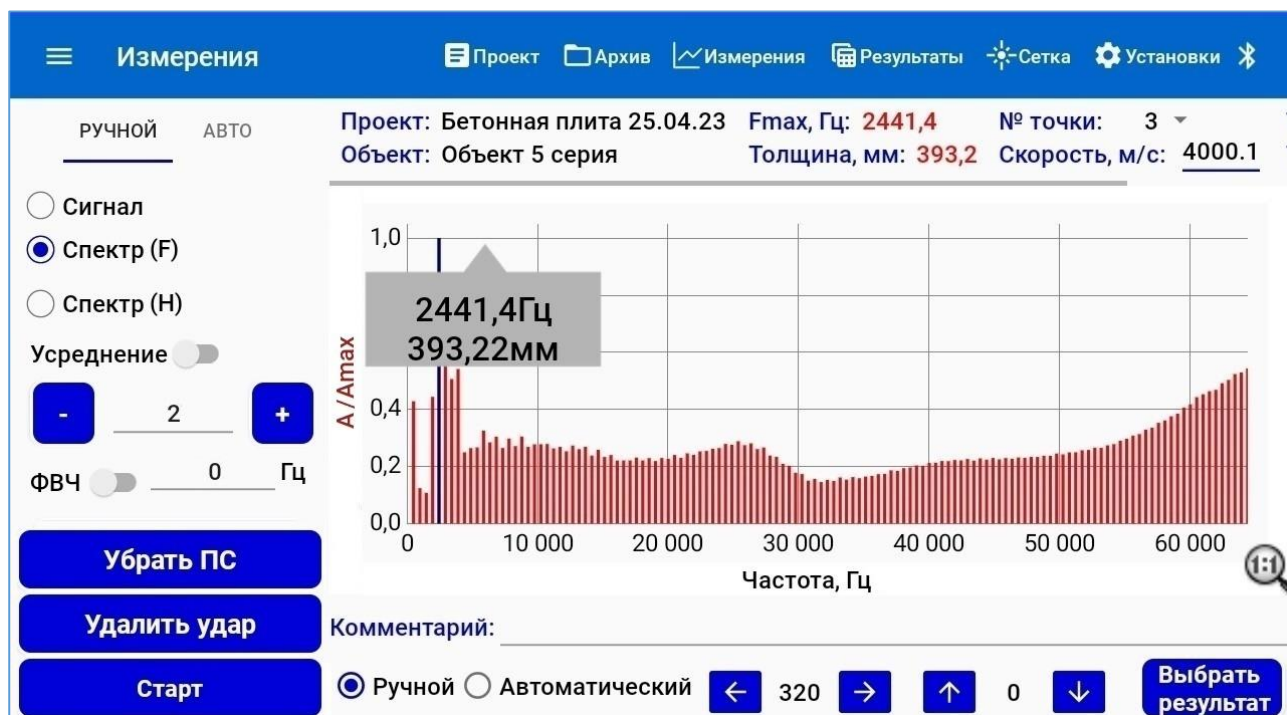 Измерения
Проект Архив Измерения Результаты Сетка Установки
РУЧНОЙ АВТО
Проект: Бетонная плита 25.04.23 Fmax, Гц: 2441,4 № точки: 3
Объект: Объект 5 серия Толщина, мм: 393,2 Скорость, м/с: 4000.1
Сигнал
Спектр (F)
Спектр (H)
Усреднение
- 2 +
ФВЧ 0 Гц
Убрать ПС
Удалить удар
Старт
A/Amax
1,0
2441,4Гц
393,22мм
0,4
0,2
0,0
0 10 000 20 000 30 000 40 000 50 000 60 000
Частота, Гц
1:1
Комментарий:
Ручной Автоматический ← 320 → ↑ 0 ↓
Выбрать
результат